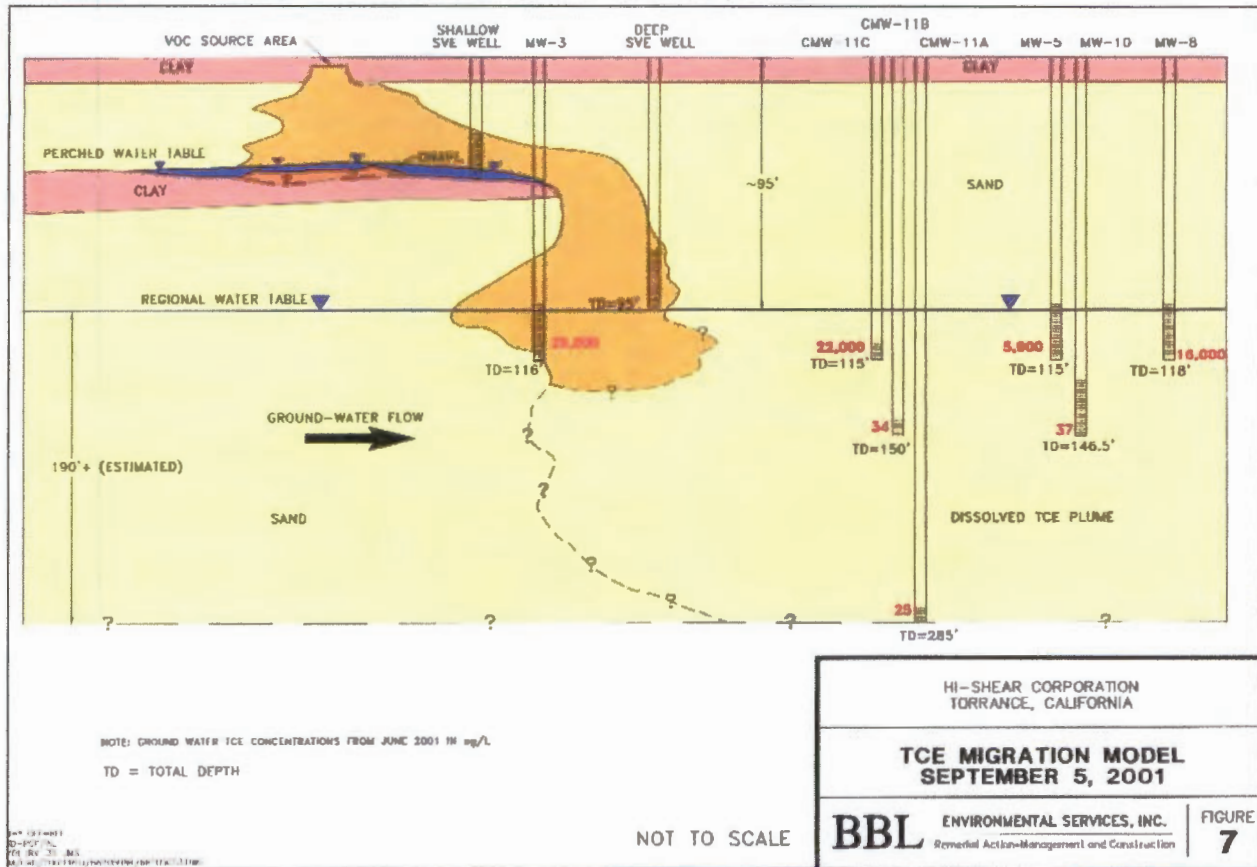 CMW-11B
SHALLOW
SVE WELL
DEEP
SVE WELL
VOC SOURCE AREA
MW-3
CMW-11C
CMW-11A
MW-5
MW-10
MW-8
CLAY
CLAY
PERCHED WATER TABLE
DNAPL
CLAY
~95'
SAND
REGIONAL WATER TABLE
TD=95'
22,000
5,900
16,000
TD=116'
TD=115'
TD=115'
TD=118'
?
?
GROUND-WATER FLOW
?
34
37
TD=150'
TD=146.5'
190'+ (ESTIMATED)
?
SAND
DISSOLVED TCE PLUME
?
?
25
?
?
?
?
TD=285'
HI-SHEAR CORPORATION
TORRANCE, CALIFORNIA
NOTE: GROUND WATER TCE CONCENTRATIONS FROM JUNE 2001 IN
TD = TOTAL DEPTH
TCE MIGRATION MODEL
SEPTEMBER 5, 2001
NOT TO SCALE
BBL ENVIRONMENTAL SERVICES, INC.
Remedial Action-Management and Construction
FIGURE
7